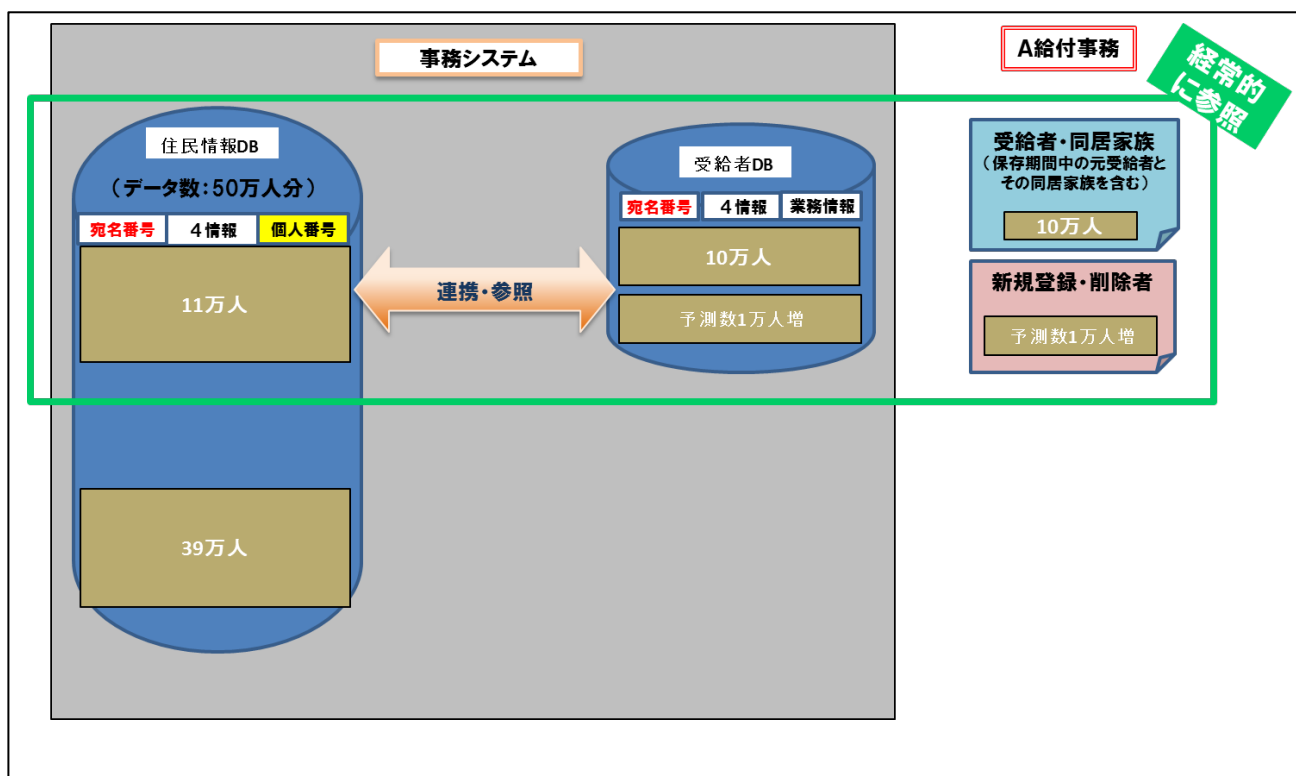 事務システム
A給付事務
経常的
に参照
住民情報DB
(データ数:50万人分)
宛名番号 4情報 個人番号
11万人
39万人
連携・参照
受給者DB
宛名番号 4情報 業務情報
10万人
予測数1万人増
受給者・同居家族
(保存期間中の元受給者と
その同居家族を含む)
10万人
新規登録・削除者
予測数1万人増